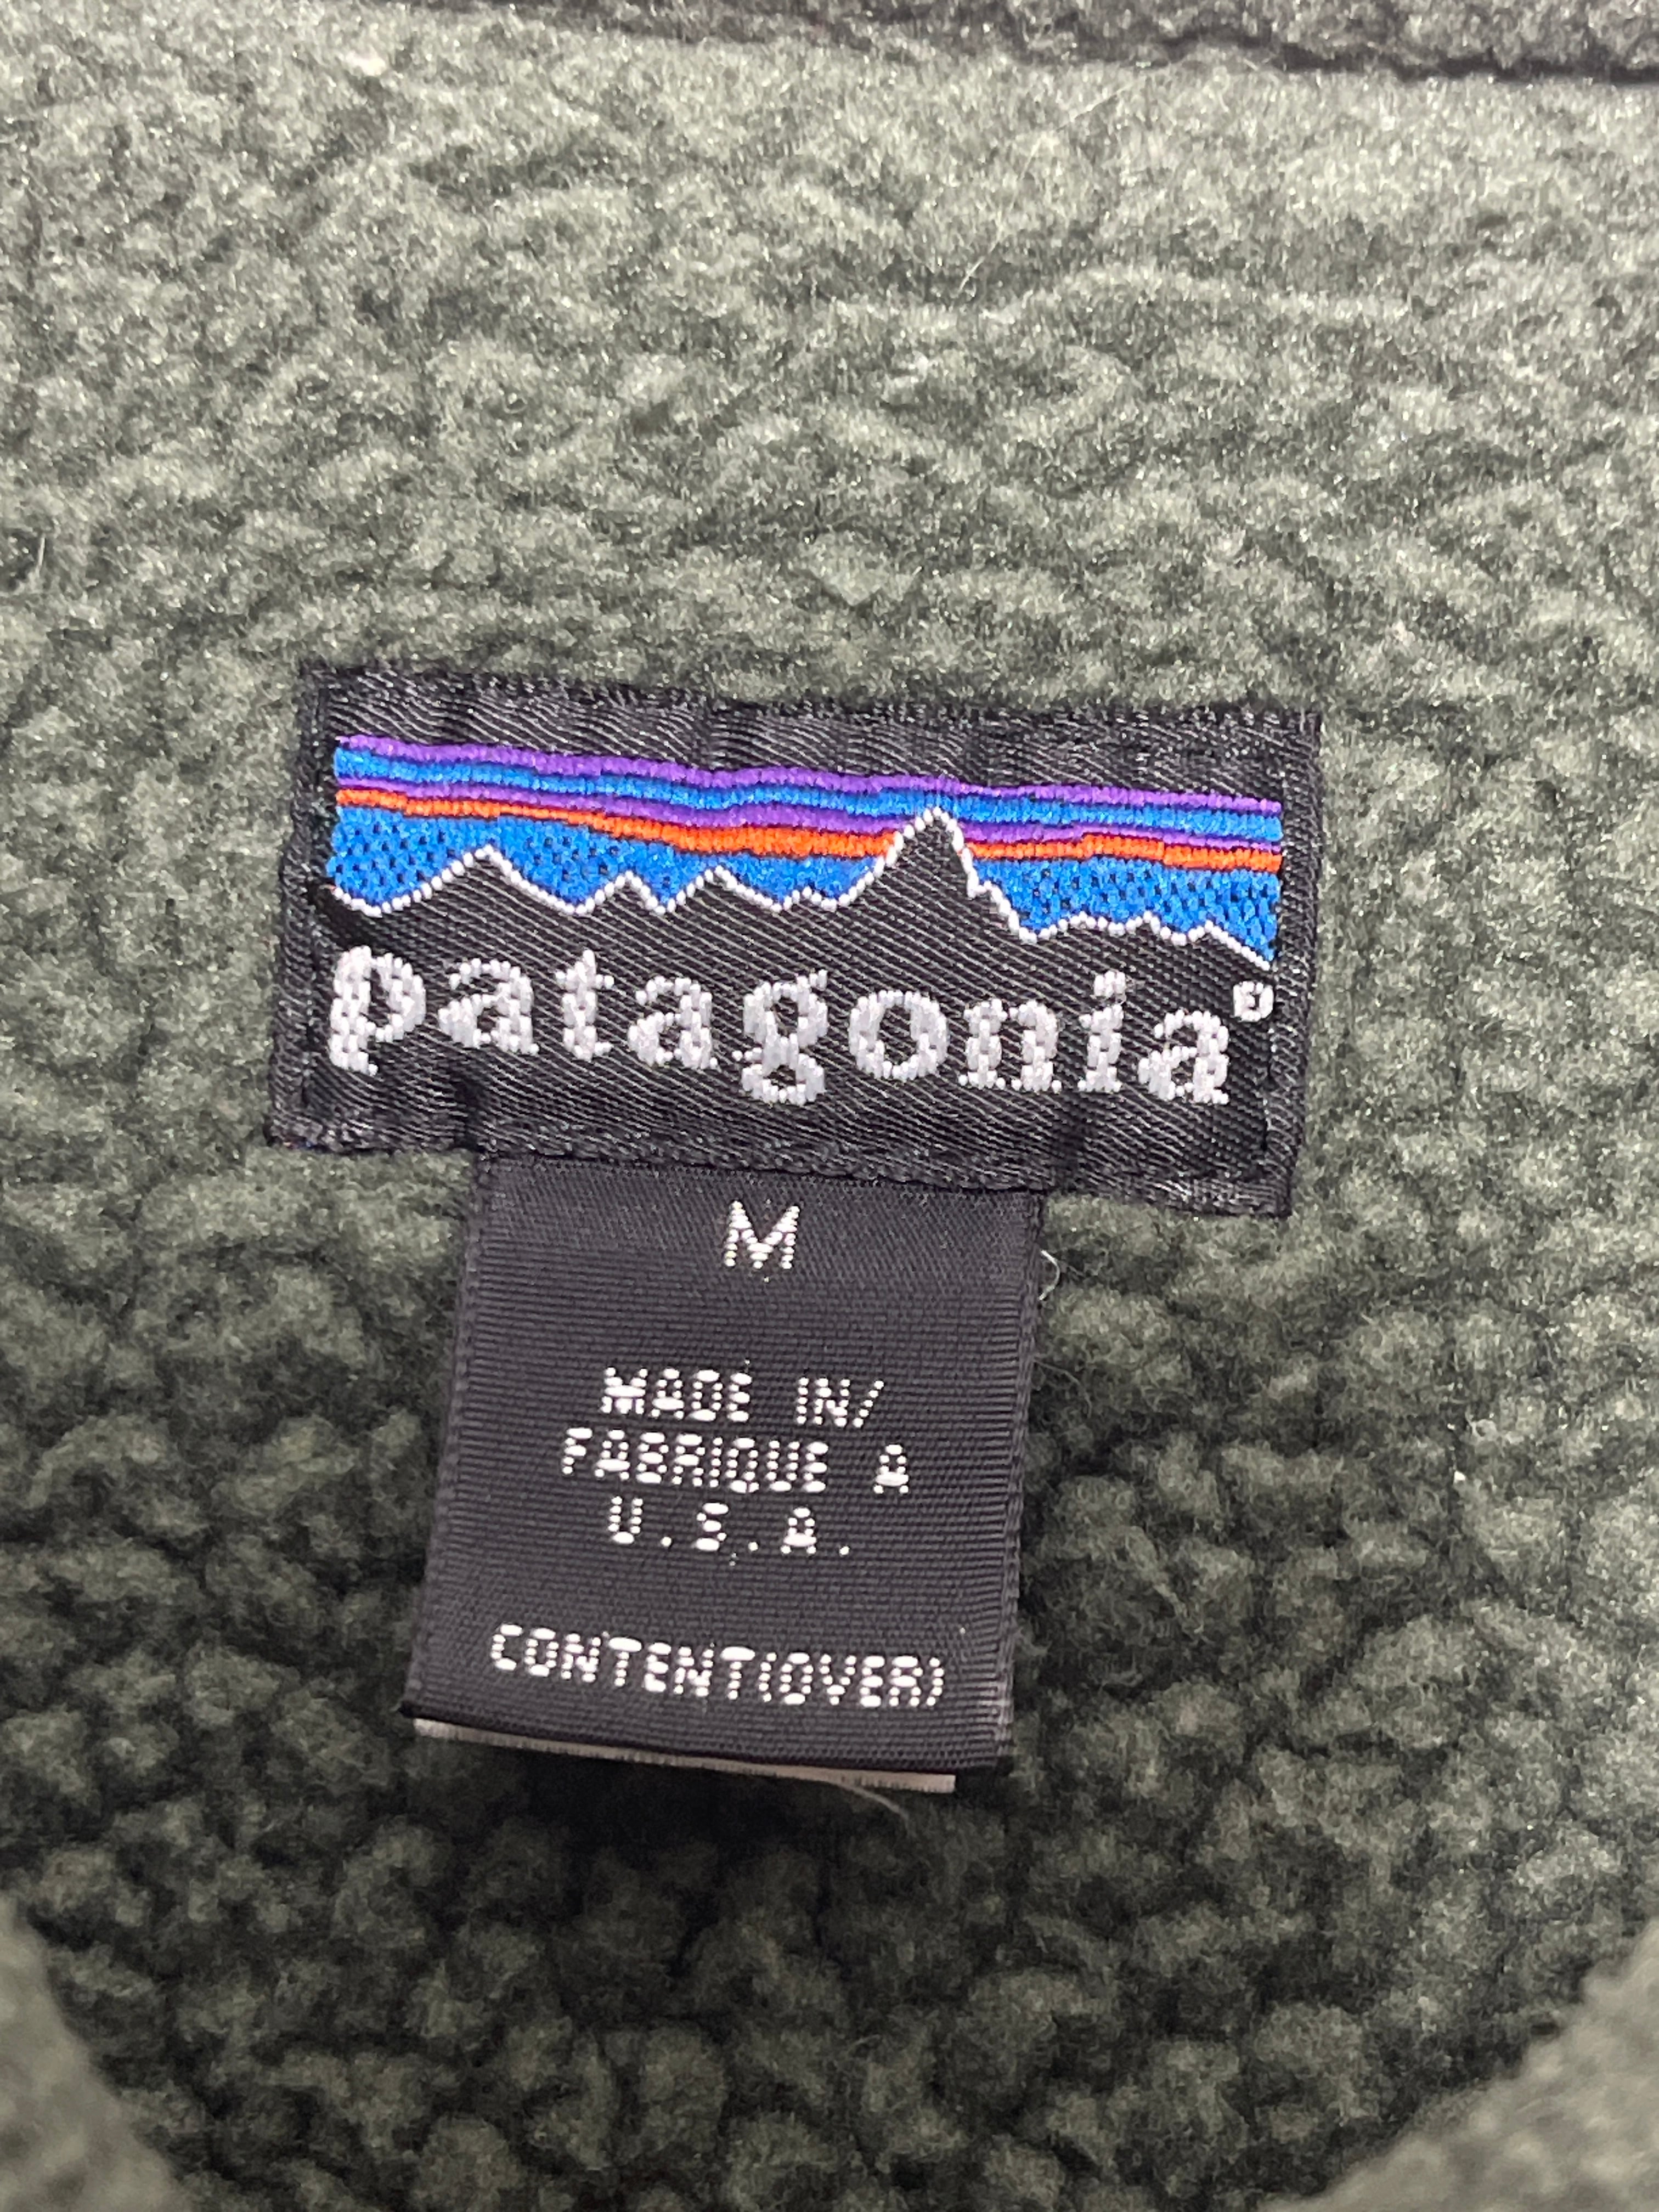 patagonia®
M
MADE IN/
FABRIQUE A
U.S.A.
CONTENT(OVER)